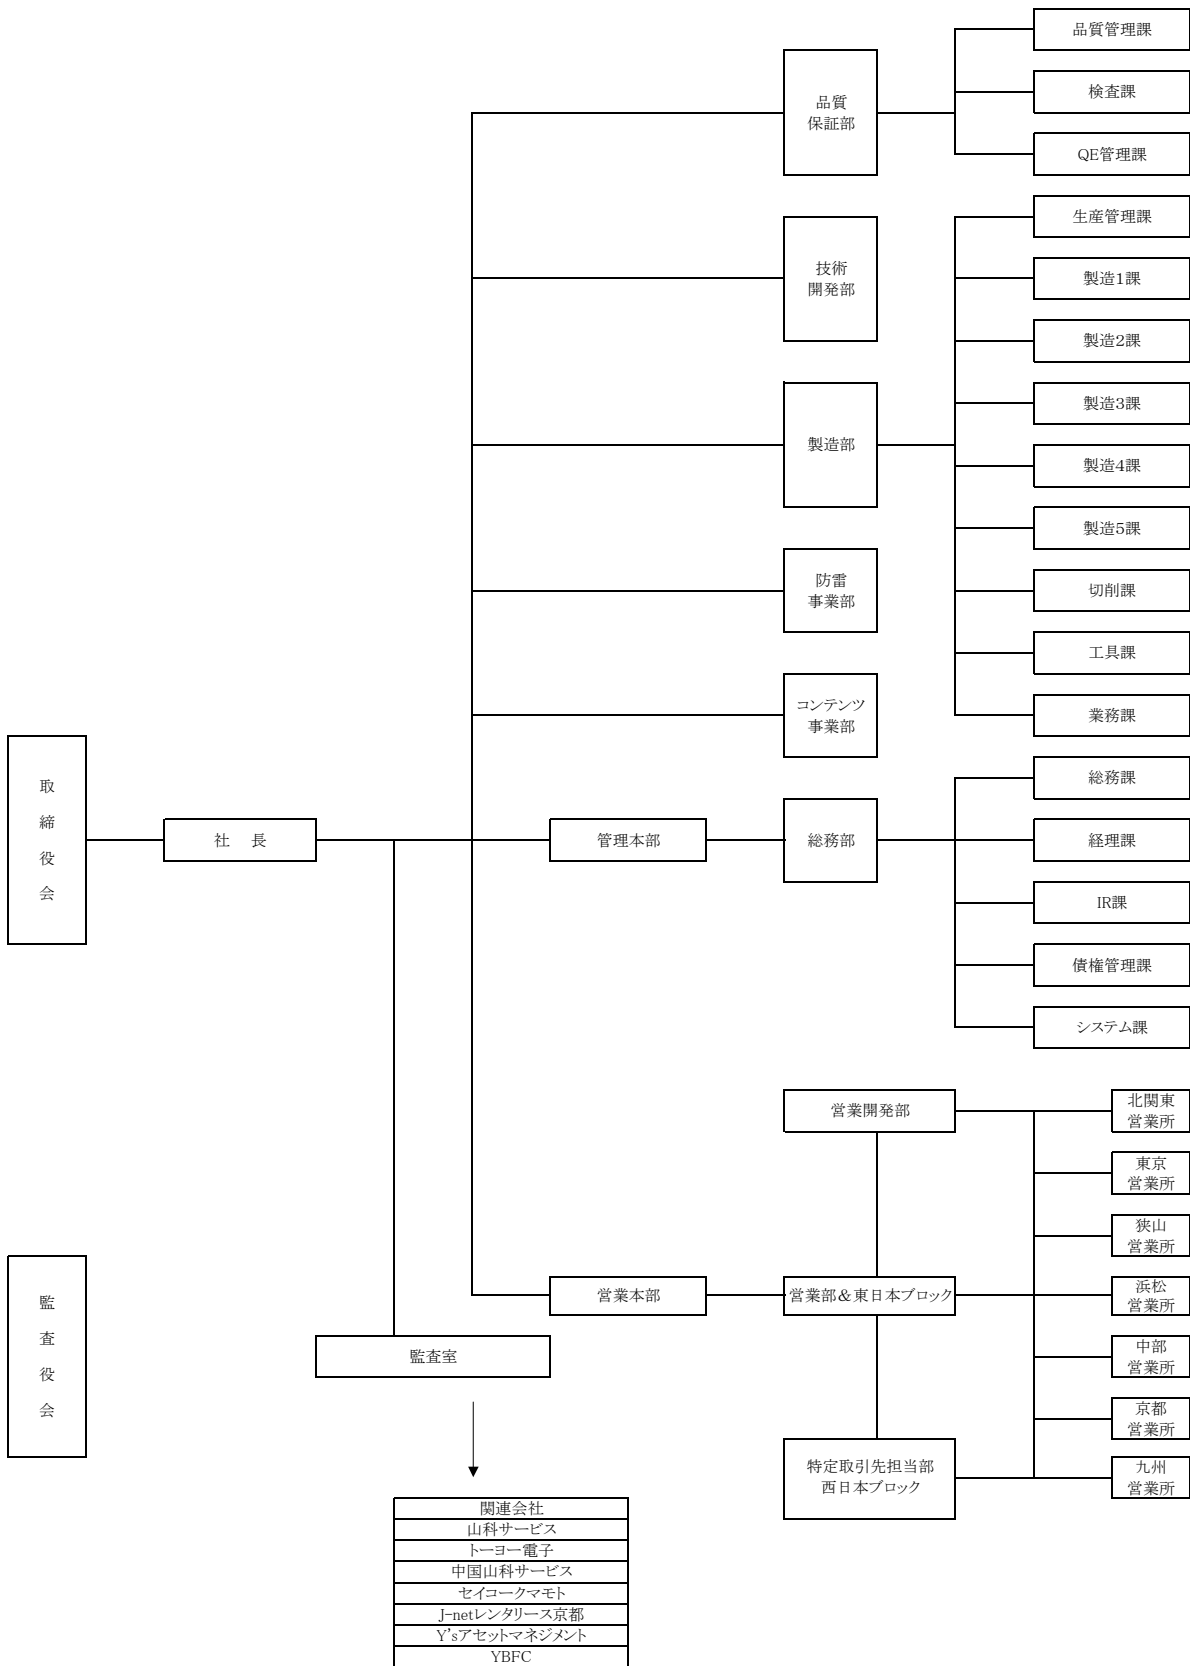 品質管理課
検査課
QE管理課
品質
保証部
生産管理課
製造1課
製造2課
製造3課
製造4課
製造5課
切削課
工具課
業務課
技術
開発部
製造部
防雷
事業部
コンテンツ
事業部
取
締
役
会
社 長
管理本部
総務部
総務課
経理課
IR課
債権管理課
システム課
営業開発部
北関東
営業所
東京
営業所
狭山
営業所
浜松
営業所
中部
営業所
京都
営業所
九州
営業所
営業本部
営業部&東日本ブロック
特定取引先担当部
西日本ブロック
監
査
役
会
監査室
関連会社
山科サービス
トーヨー電子
中国山科サービス
セイコークマモト
J-netレンタリース京都
Y'sアセットマネジメント
YBFC